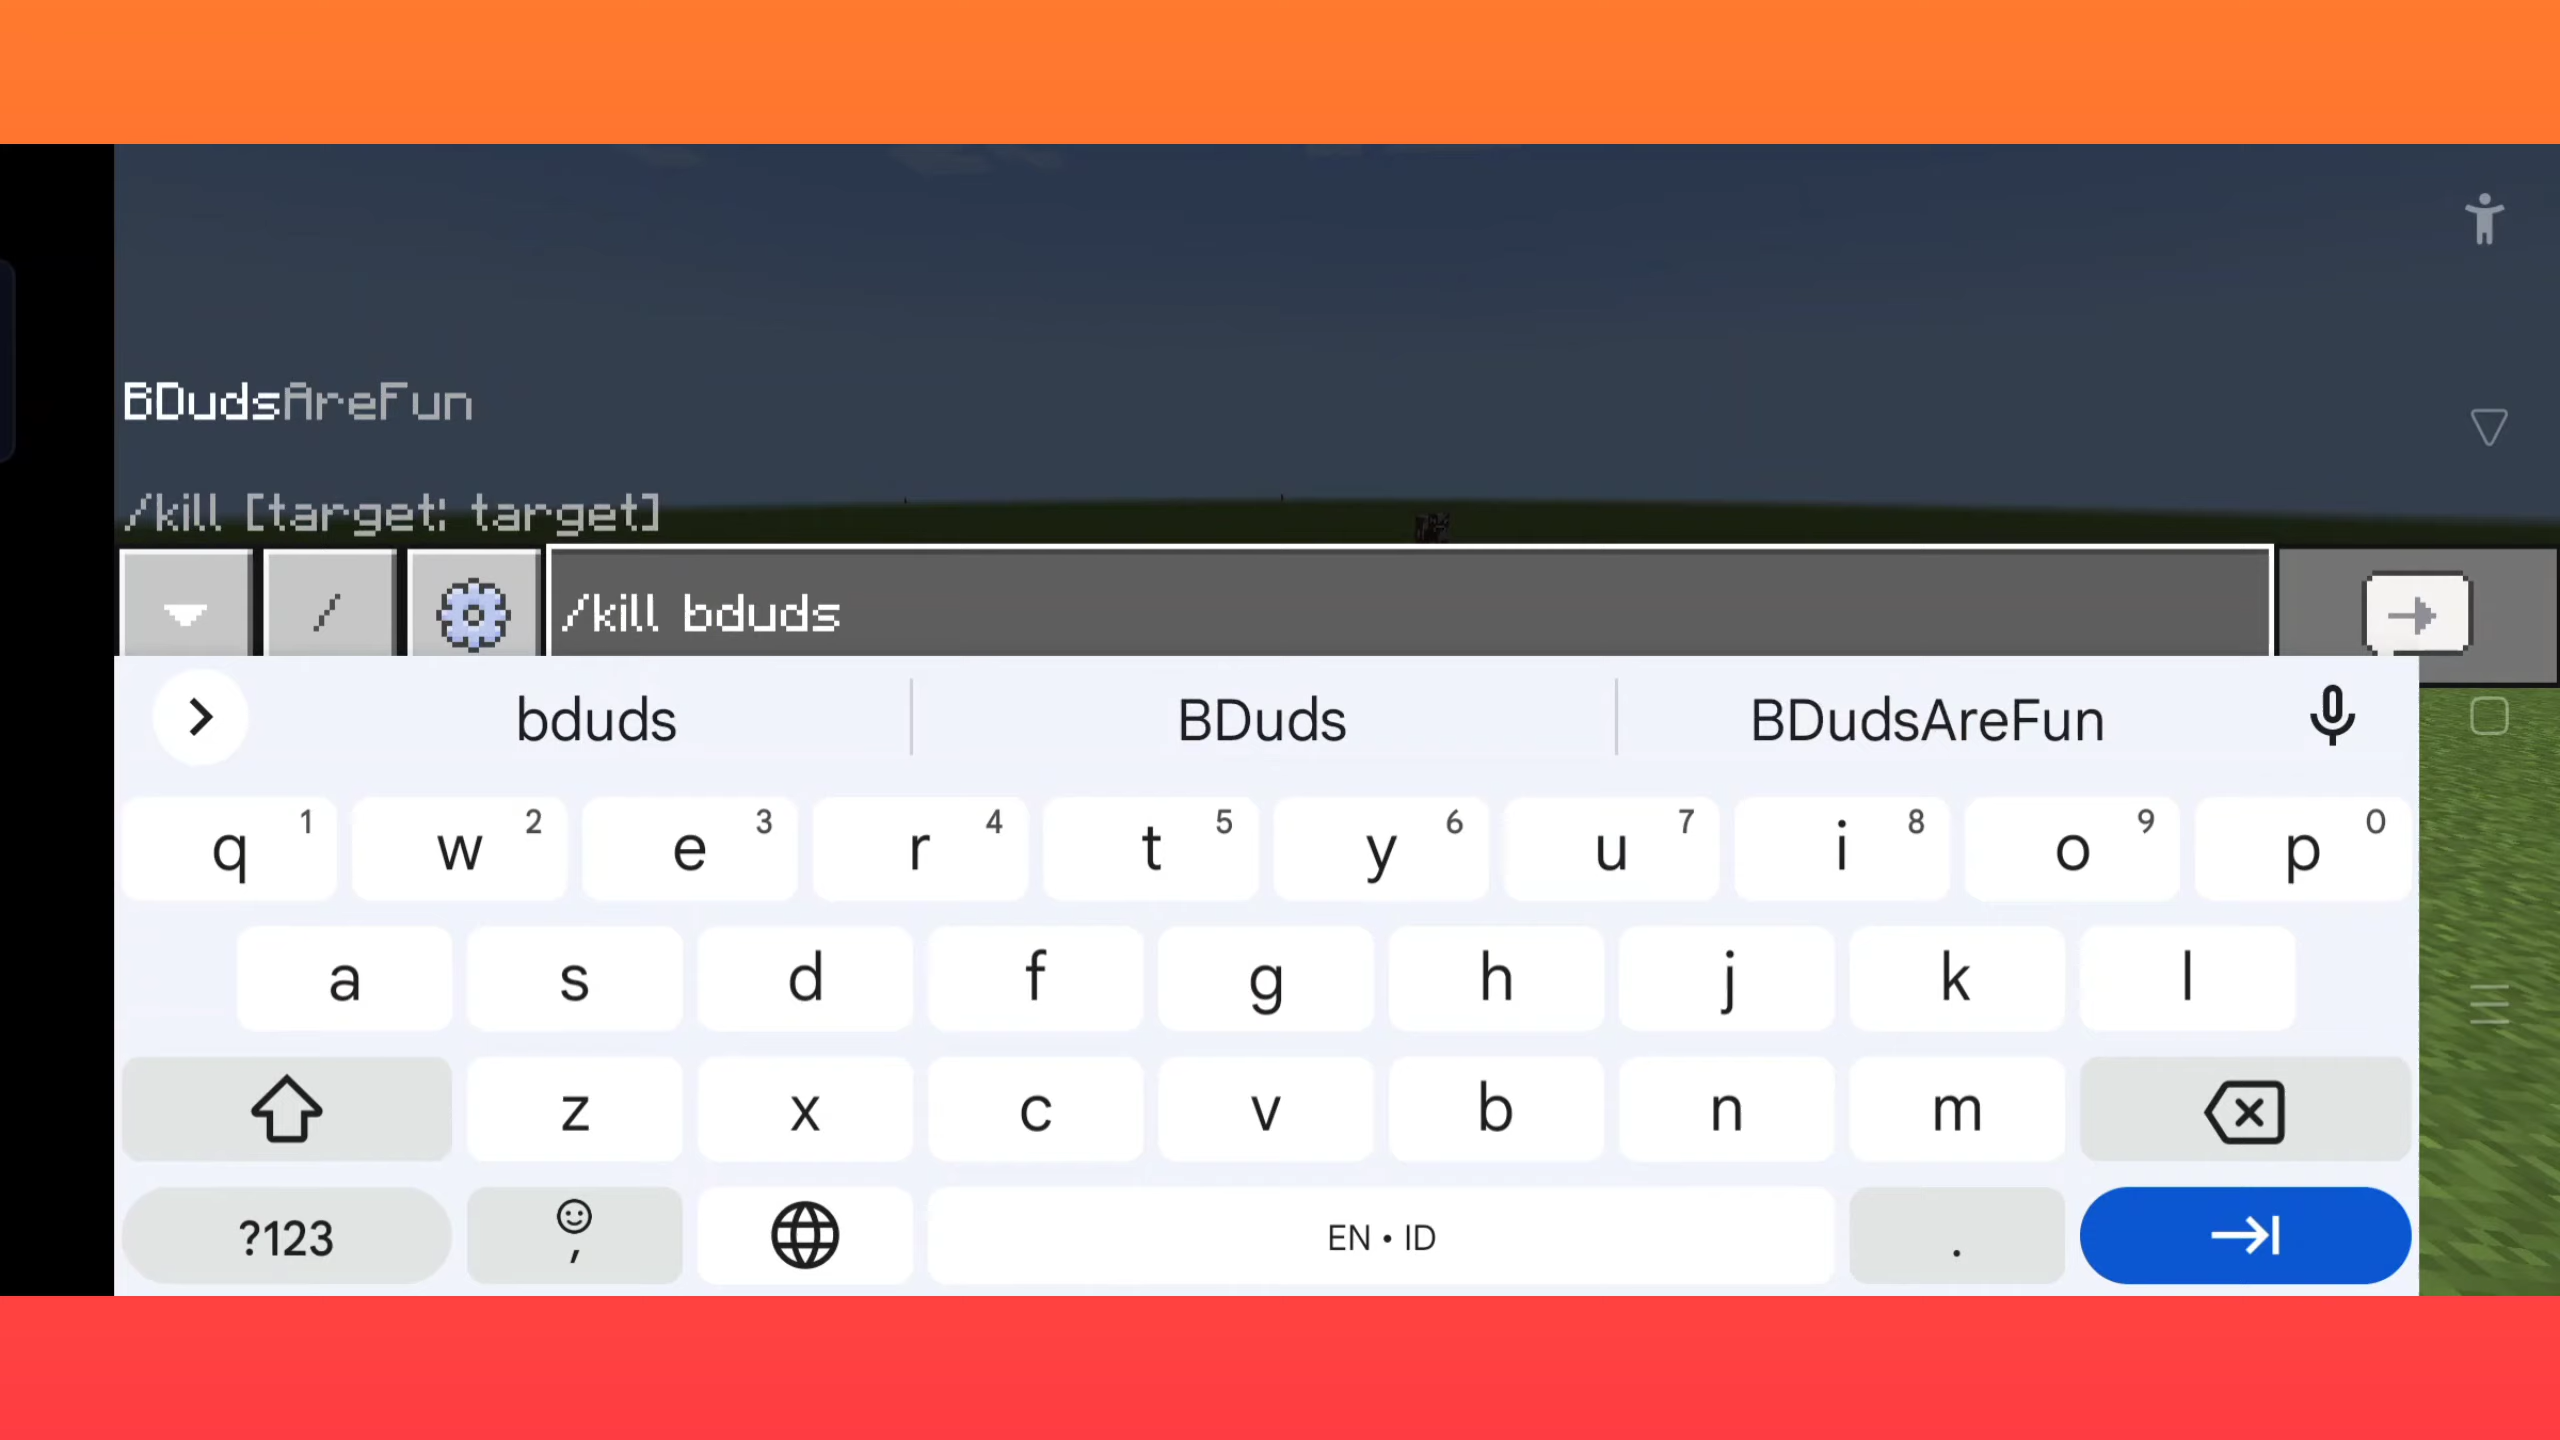 BDudsAreFun
/kill [target: target]
/ /kill bduds
bduds BDuds BDudsAreFun
q 1 w 2 e 3 r 4 t 5 y 6 u 7 i 8 o 9 p 0
a s d f g h j k l
z x c v b n m
?123 , EN • ID .